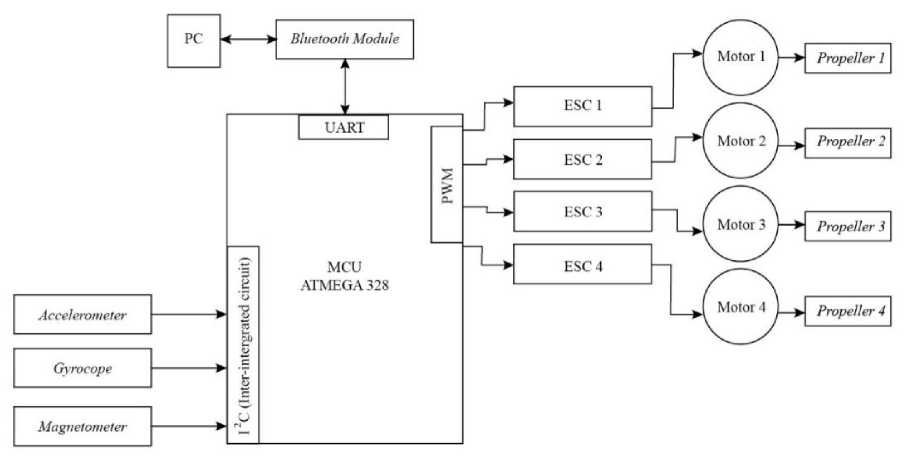 PC
Bluetooth Module
Motor 1
Propeller 1
UART
ESC 1
PWM
ESC 2
Motor 2
Propeller 2
ESC 3
Motor 3
Propeller 3
MCU
ATMEGA 328
ESC 4
Motor 4
Propeller 4
I²C (Inter-intergrated circuit)
Accelerometer
Gyrocope
Magnetometer